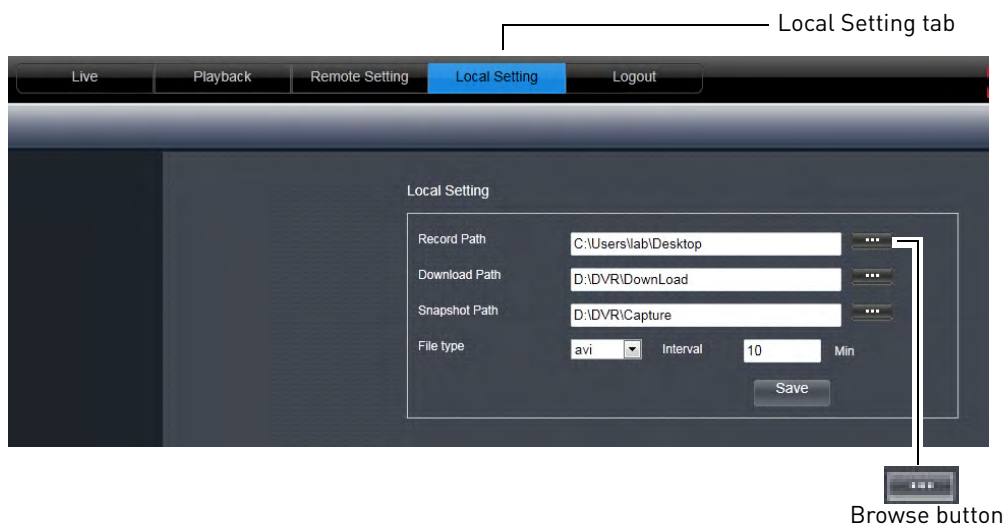 Local Setting tab
Live Playback Remote Setting Local Setting Logout
Local Setting
Record Path C:\Users\lab\Desktop
Download Path D:\DVR\DownLoad
Snapshot Path D:\DVR\Capture
File type avi Interval 10 Min
Save
Browse button